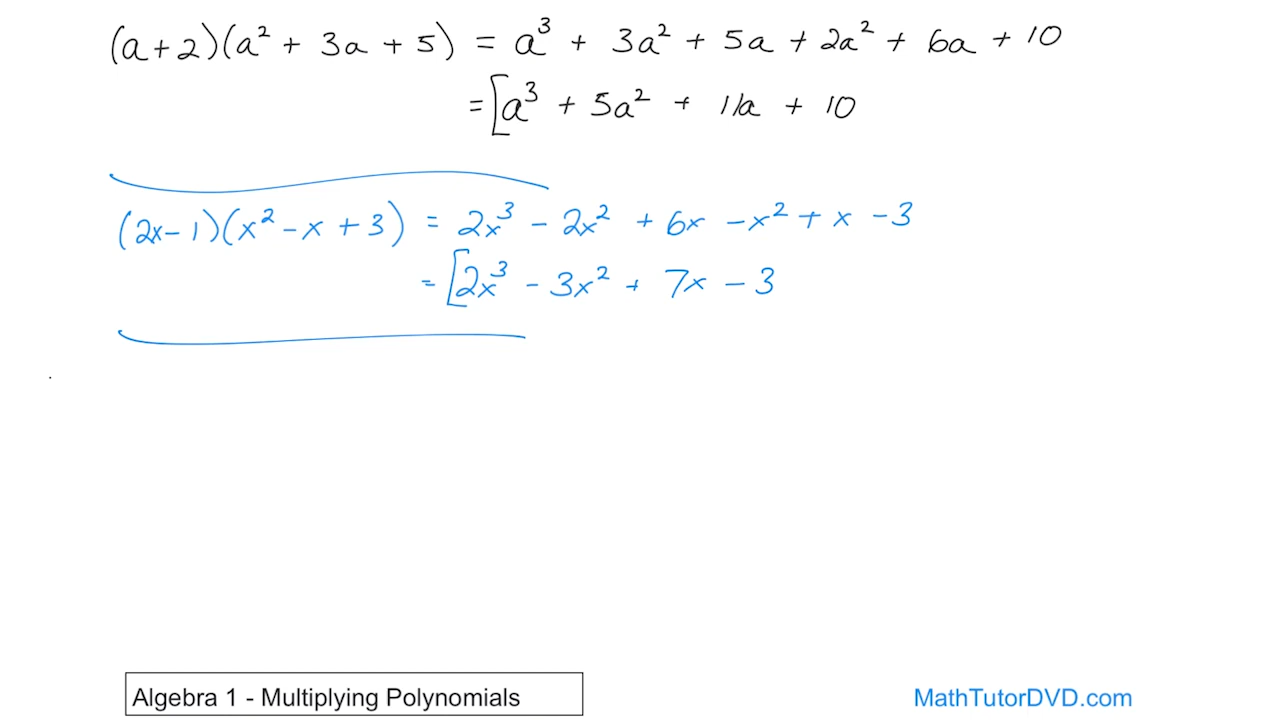 (a+2)(a² + 3a + 5) = a³ + 3a² + 5a + 2a² + 6a + 10
= [a³ + 5a² + 11a + 10
(2x-1)(x² - x + 3) = 2x³ - 2x² + 6x - x² + x - 3
= [2x³ - 3x² + 7x - 3
Algebra 1 - Multiplying Polynomials
MathTutorDVD.com